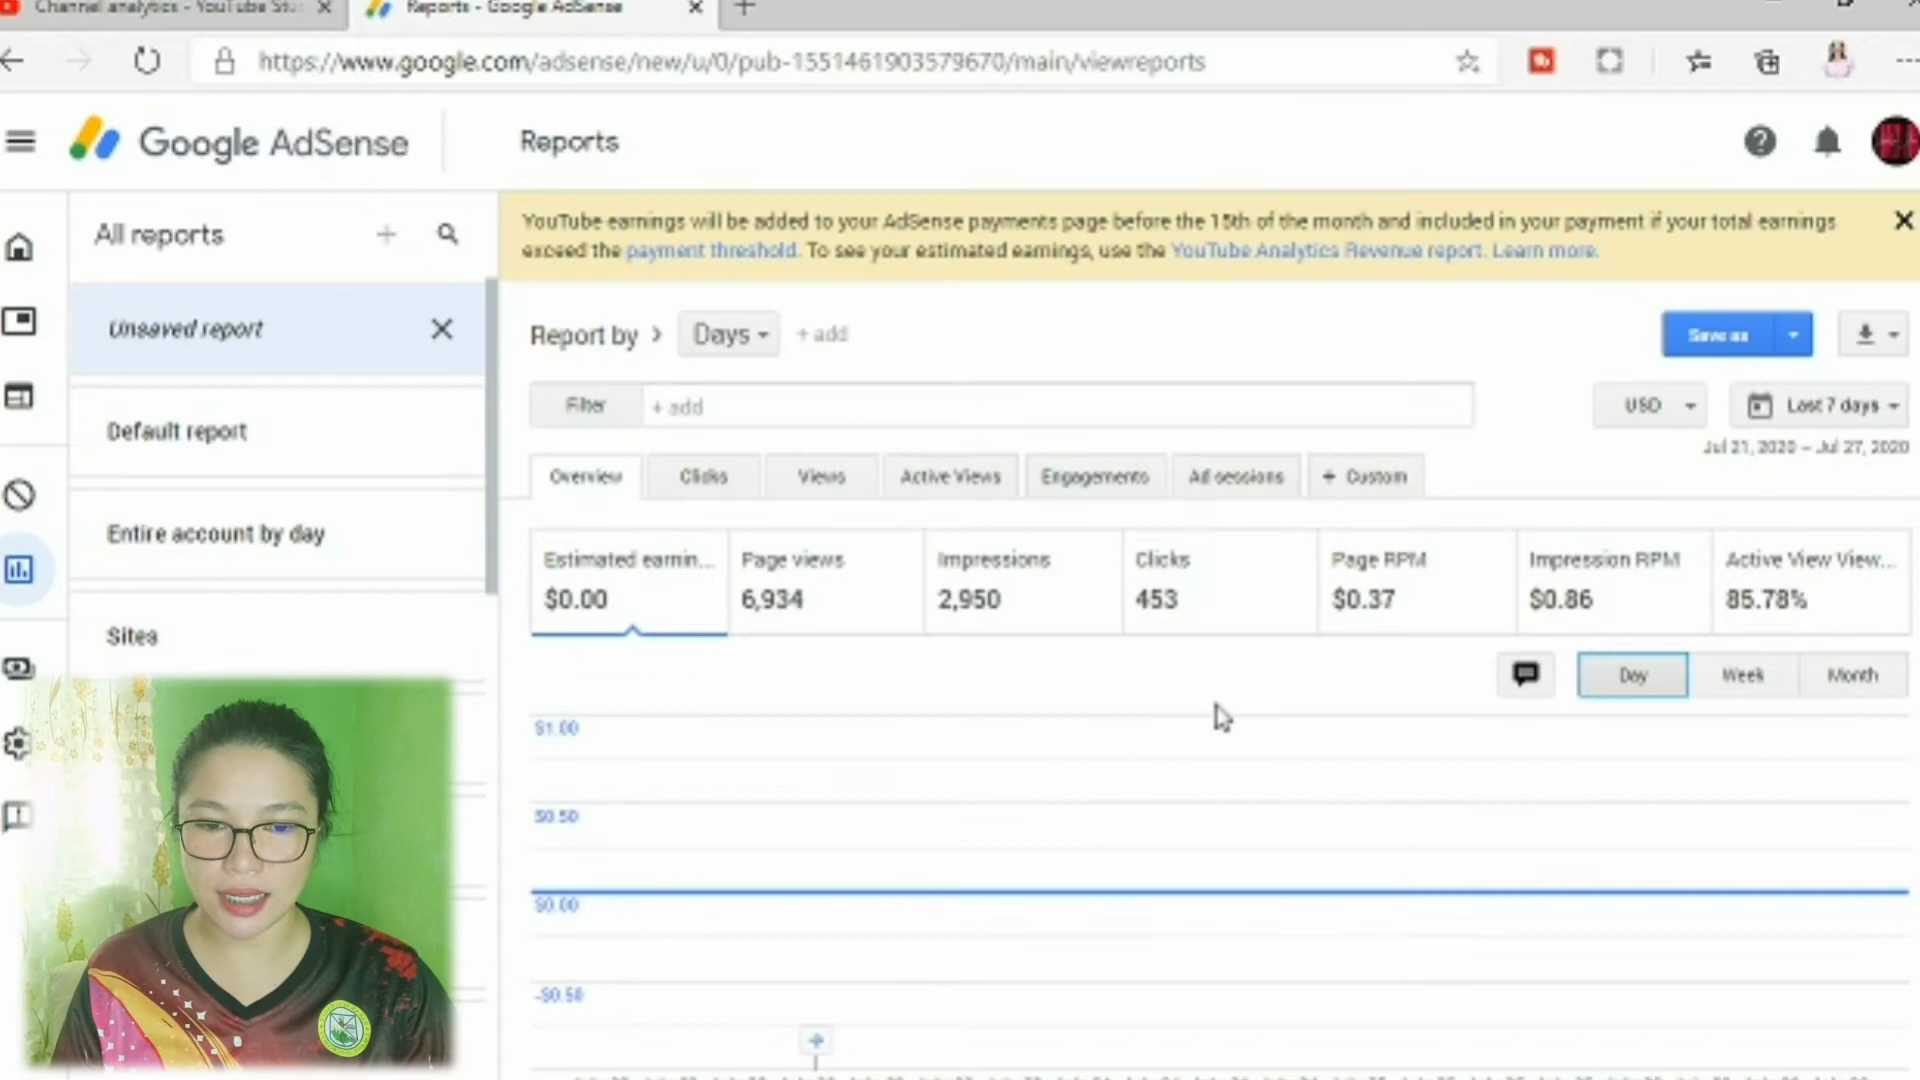 Channel analytics - YouTube Stu
Reports - Google AdSense
https://www.google.com/adsense/new/u/0/pub-1551461903579670/main/viewreports
Google AdSense
Reports
All reports
YouTube earnings will be added to your AdSense payments page before the 15th of the month and included in your payment if your total earnings
exceed the payment threshold. To see your estimated earnings, use the YouTube Analytics Revenue report. Learn more.
Unsaved report
Default report
Entire account by day
Sites
Report by > Days + add
Save as
Filter + add
USD
Last 7 days
Jul 21, 2020 – Jul 27, 2020
Overview Clicks Views Active Views Engagements Ad sessions + Custom
Estimated earnin... Page views Impressions Clicks Page RPM Impression RPM Active View View...
$0.00 6,934 2,950 453 $0.37 $0.86 85.78%
Day Week Month
$1.00
$0.50
$0.00
-$0.50